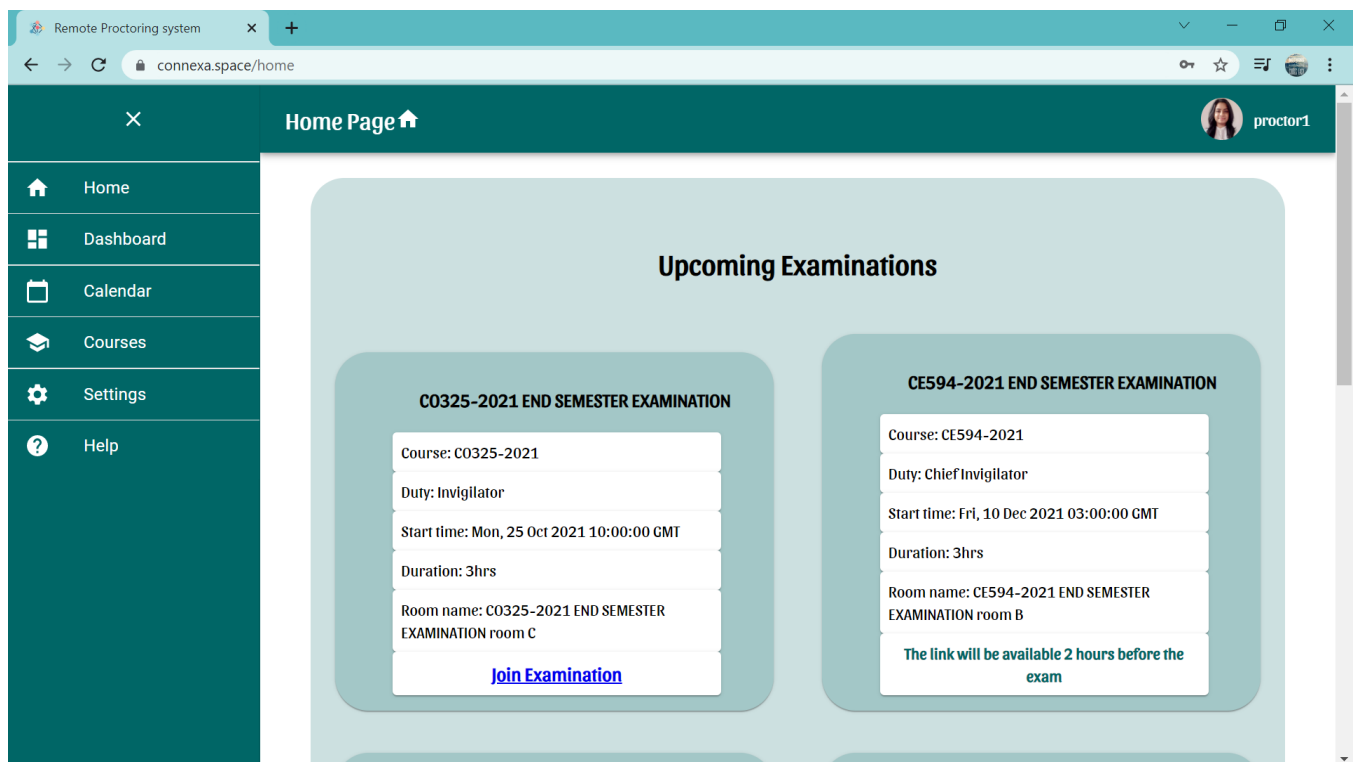 Remote Proctoring system
connexa.space/home
Home Page
proctor1
Home
Dashboard
Calendar
Courses
Settings
Help
Upcoming Examinations
CO325-2021 END SEMESTER EXAMINATION
Course: CO325-2021
Duty: Invigilator
Start time: Mon, 25 Oct 2021 10:00:00 GMT
Duration: 3hrs
Room name: CO325-2021 END SEMESTER
EXAMINATION room C
Join Examination
CE594-2021 END SEMESTER EXAMINATION
Course: CE594-2021
Duty: Chief Invigilator
Start time: Fri, 10 Dec 2021 03:00:00 GMT
Duration: 3hrs
Room name: CE594-2021 END SEMESTER
EXAMINATION room B
The link will be available 2 hours before the
exam